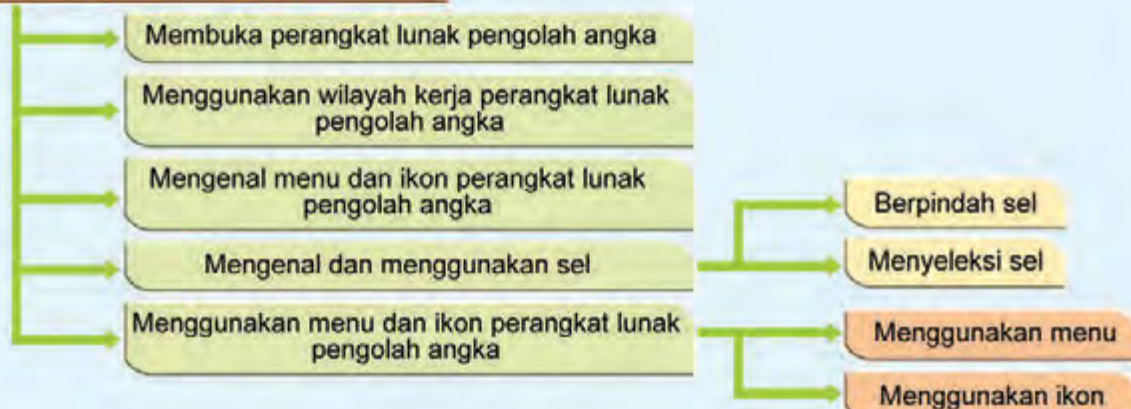 Membuka perangkat lunak pengolah angka
Menggunakan wilayah kerja perangkat lunak
pengolah angka
Mengenal menu dan ikon perangkat lunak
pengolah angka
Mengenal dan menggunakan sel
Berpindah sel
Menyeleksi sel
Menggunakan menu dan ikon perangkat lunak
pengolah angka
Menggunakan menu
Menggunakan ikon